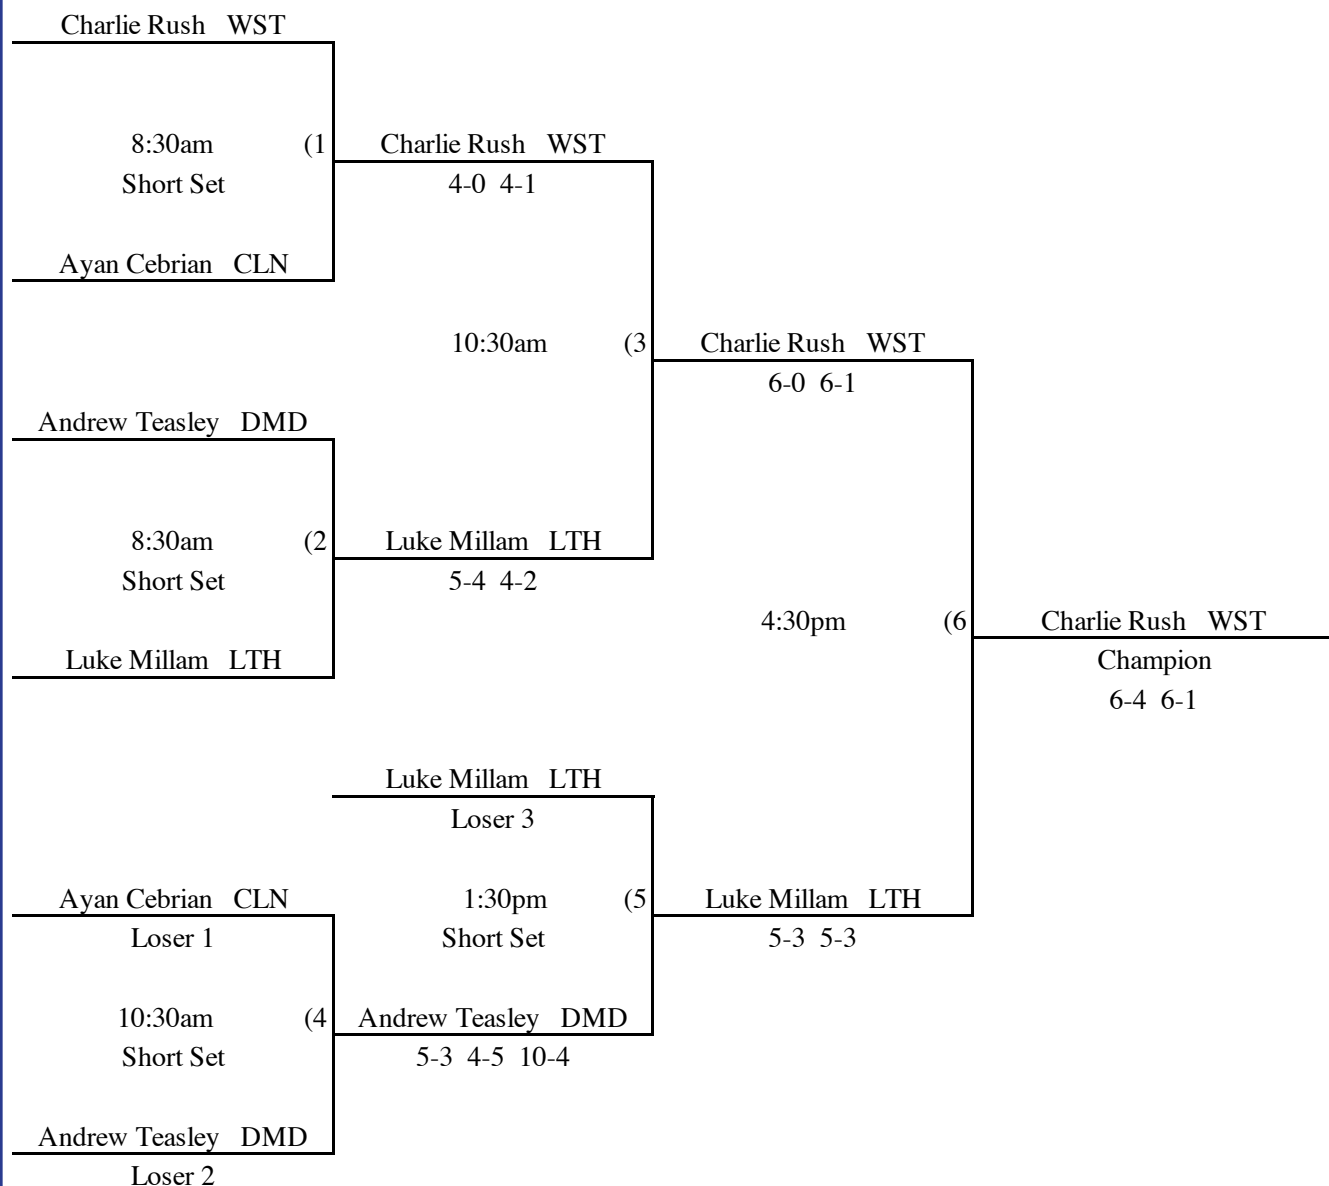 Charlie Rush WST
8:30am (1 Charlie Rush WST
Short Set 4-0 4-1
Ayan Cebrian CLN
10:30am (3 Charlie Rush WST
6-0 6-1
Andrew Teasley DMD
8:30am (2 Luke Millam LTH
Short Set 5-4 4-2
4:30pm (6 Charlie Rush WST
Luke Millam LTH Champion
6-4 6-1
Luke Millam LTH
Loser 3
Ayan Cebrian CLN 1:30pm (5 Luke Millam LTH
Loser 1 Short Set 5-3 5-3
10:30am (4 Andrew Teasley DMD
Short Set 5-3 4-5 10-4
Andrew Teasley DMD
Loser 2